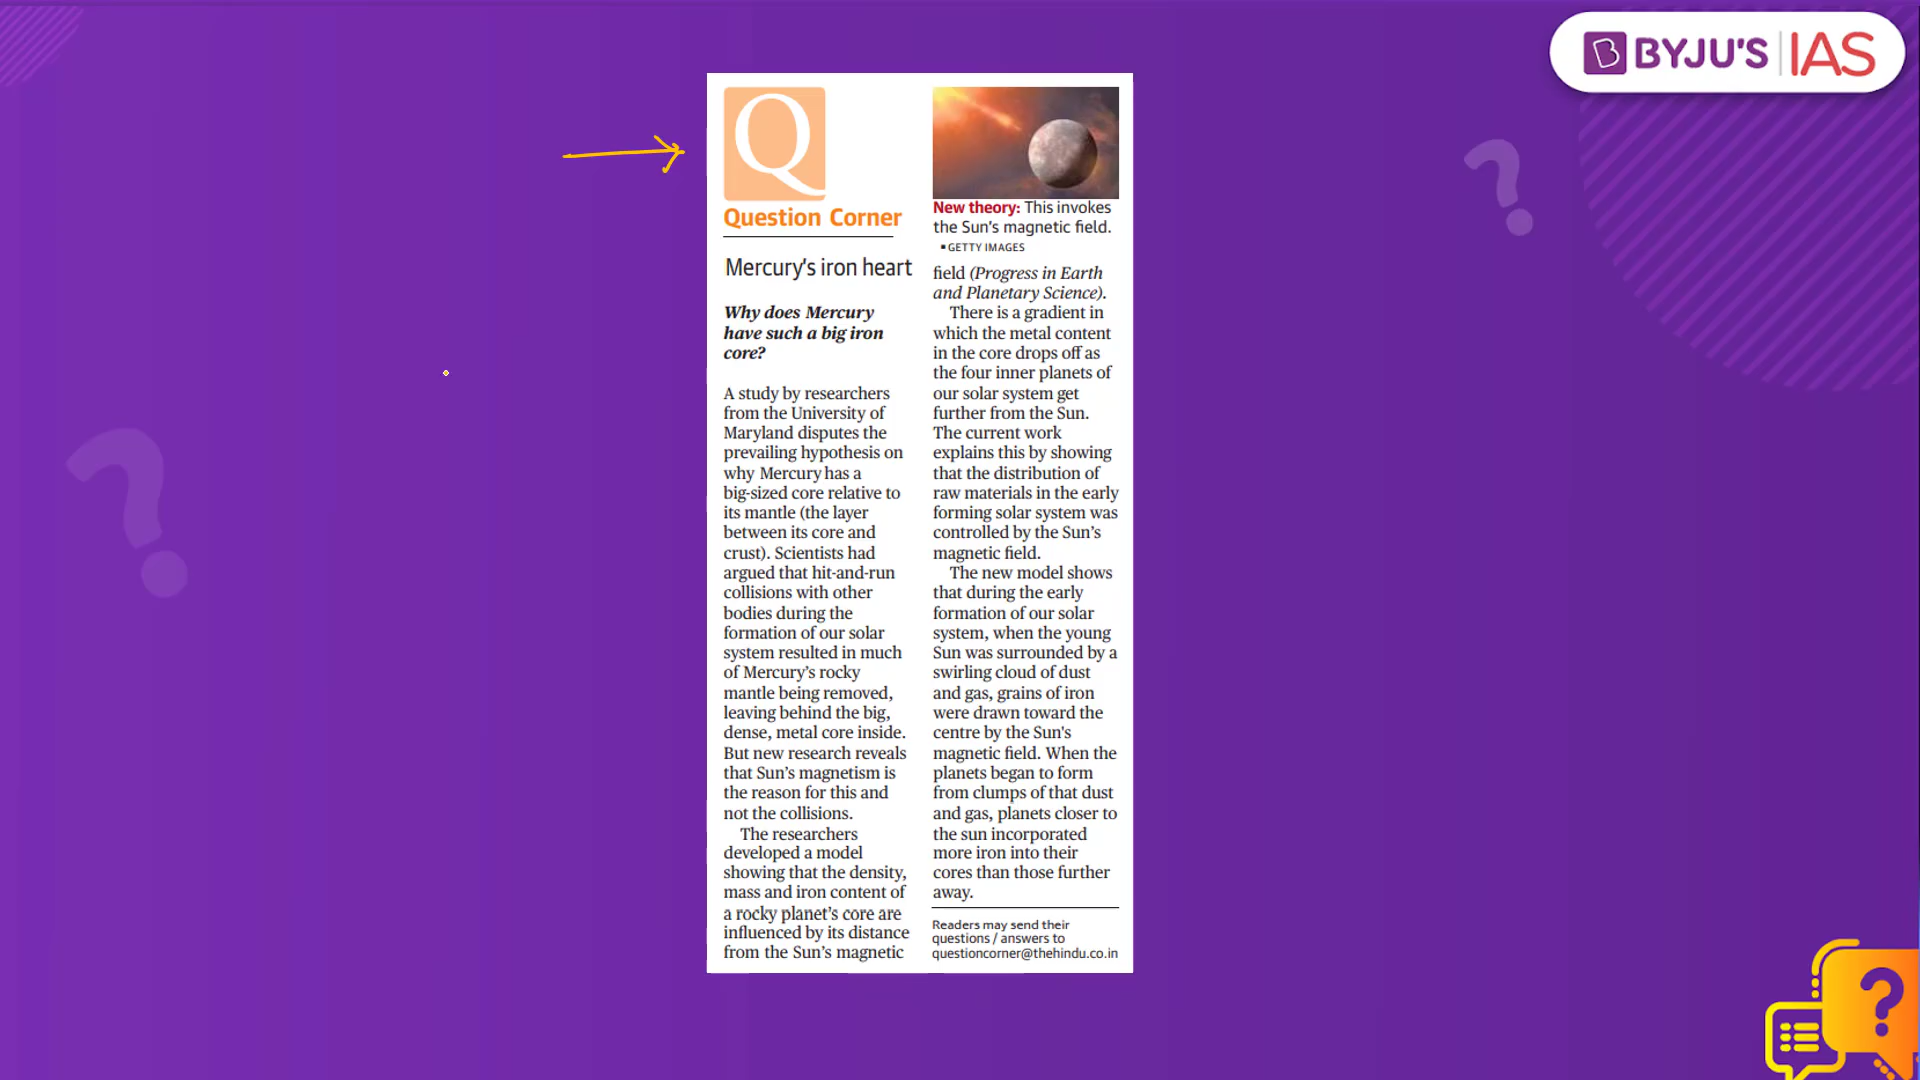 BYJU'S IAS
Q
Question Corner
Mercury's iron heart
Why does Mercury
have such a big iron
core?
A study by researchers
from the University of
Maryland disputes the
prevailing hypothesis on
why Mercury has a
big-sized core relative to
its mantle (the layer
between its core and
crust). Scientists had
argued that hit-and-run
collisions with other
bodies during the
formation of our solar
system resulted in much
of Mercury's rocky
mantle being removed,
leaving behind the big,
dense, metal core inside.
But new research reveals
that Sun's magnetism is
the reason for this and
not the collisions.
The researchers
developed a model
showing that the density,
mass and iron content of
a rocky planet's core are
influenced by its distance
from the Sun's magnetic
New theory: This invokes
the Sun's magnetic field.
▪ GETTY IMAGES
field (Progress in Earth
and Planetary Science).
There is a gradient in
which the metal content
in the core drops off as
the four inner planets of
our solar system get
further from the Sun.
The current work
explains this by showing
that the distribution of
raw materials in the early
forming solar system was
controlled by the Sun's
magnetic field.
The new model shows
that during the early
formation of our solar
system, when the young
Sun was surrounded by a
swirling cloud of dust
and gas, grains of iron
were drawn toward the
centre by the Sun's
magnetic field. When the
planets began to form
from clumps of that dust
and gas, planets closer to
the sun incorporated
more iron into their
cores than those further
away.
Readers may send their
questions / answers to
questioncorner@thehindu.co.in